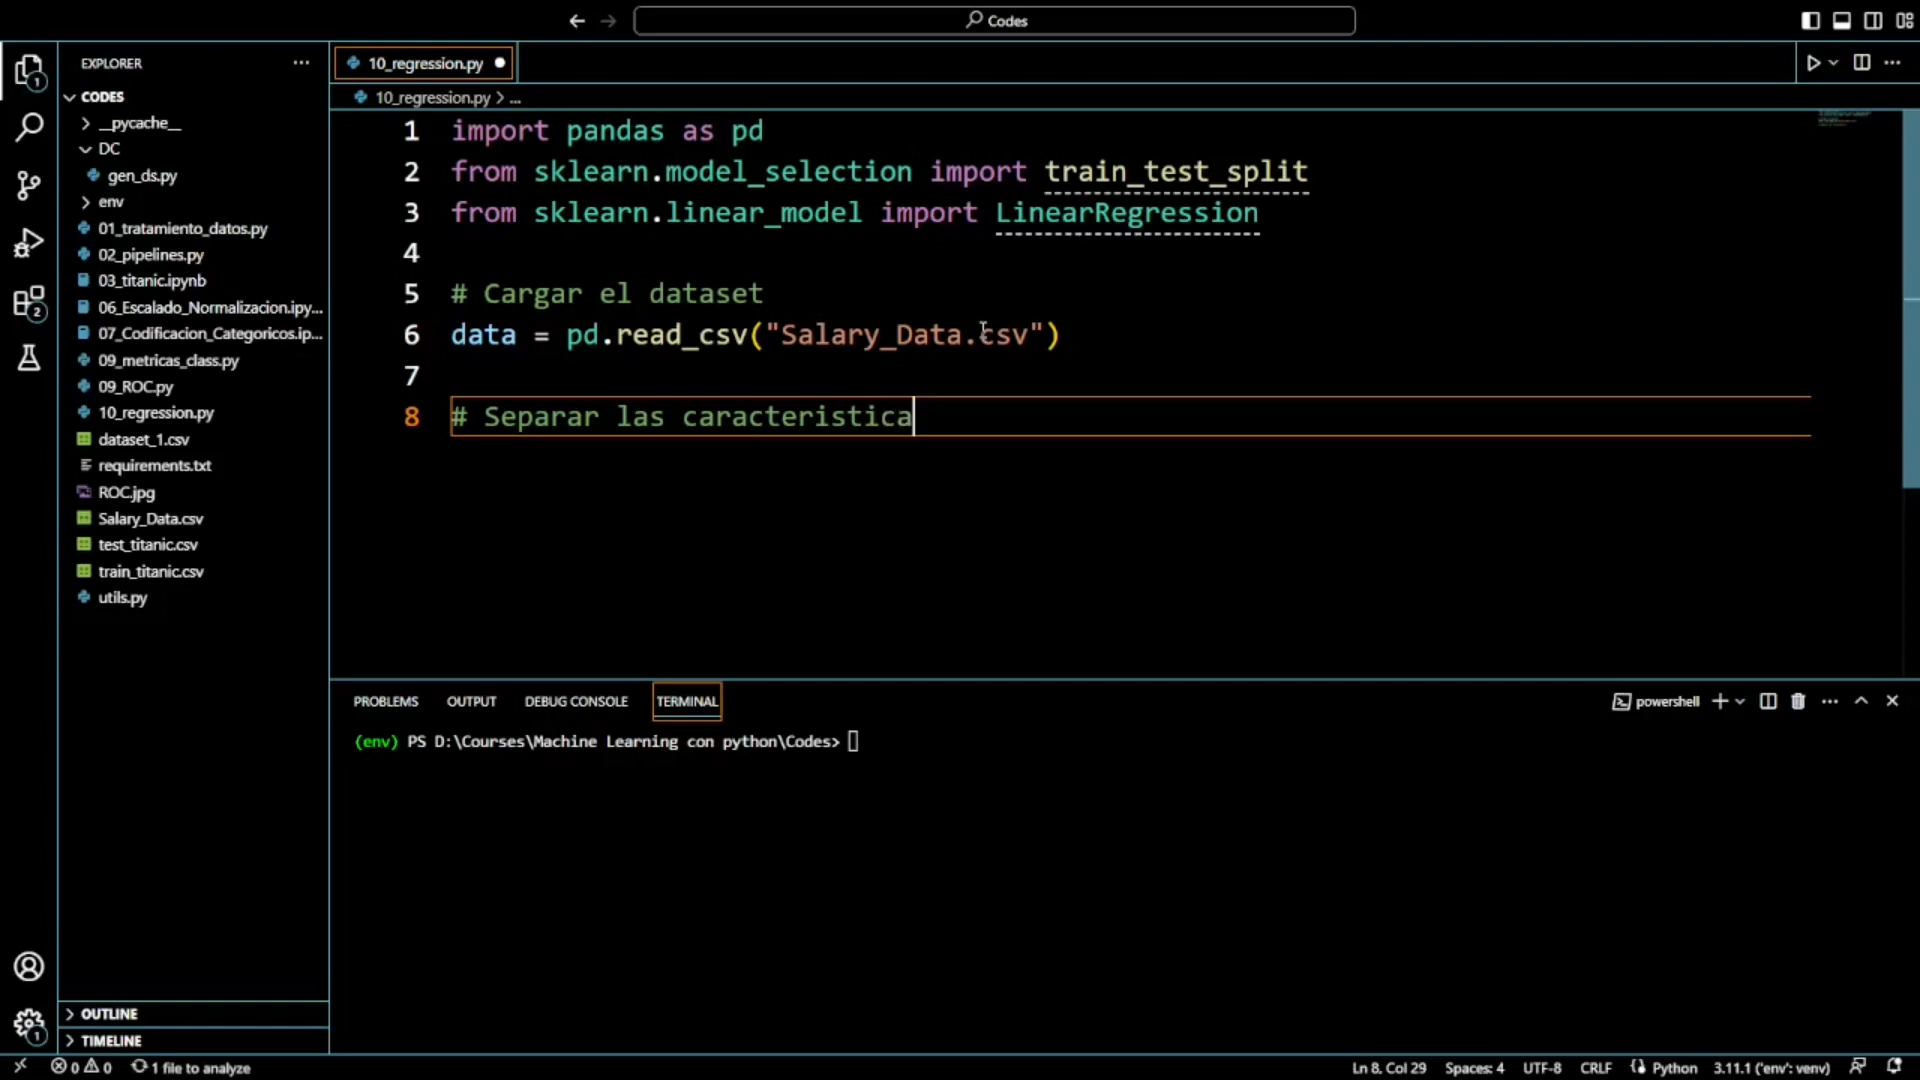 Codes
EXPLORER
CODES
__pycache__
DC
gen_ds.py
env
01_tratamiento_datos.py
02_pipelines.py
03_titanic.ipynb
06_Escalado_Normalizacion.ipy...
07_Codificacion_Categoricos.ip...
09_metricas_class.py
09_ROC.py
10_regression.py
dataset_1.csv
requirements.txt
ROC.jpg
Salary_Data.csv
test_titanic.csv
train_titanic.csv
utils.py
OUTLINE
TIMELINE
1
2
1
10_regression.py
10_regression.py > ...
1 import pandas as pd
2 from sklearn.model_selection import train_test_split
3 from sklearn.linear_model import LinearRegression
4
5 # Cargar el dataset
6 data = pd.read_csv("Salary_Data.csv")
7
8 # Separar las caracteristica
PROBLEMS OUTPUT DEBUG CONSOLE TERMINAL
powershell
(env) PS D:\Courses\Machine Learning con python\Codes>
0 0 1 file to analyze
Ln 8, Col 29 Spaces: 4 UTF-8 CRLF Python 3.11.1 ('env': venv)